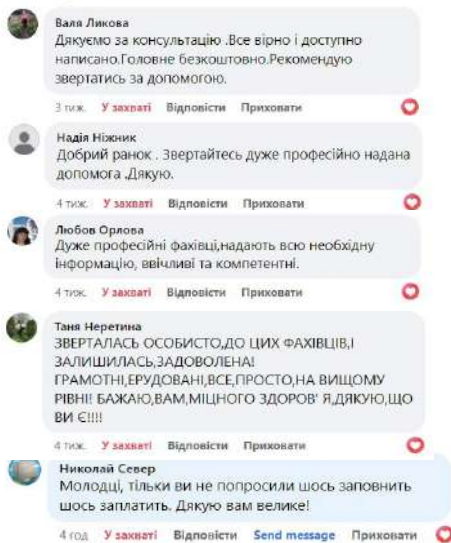 Валя Ликова
Дякуємо за консультацію .Все вірно і доступно
написано.Головне безкоштовно.Рекомендую
звертатись за допомогою.
3 тиж. У захваті Відповісти Приховати
Надія Ніжник
Добрий ранок . Звертайтесь дуже професійно надана
допомога .Дякую.
4 тиж. У захваті Відповісти Приховати
Любов Орлова
Дуже професійні фахівці,надають всю необхідну
інформацію, ввічливі та компетентні.
4 тиж. У захваті Відповісти Приховати
Таня Неретина
ЗВЕРТАЛАСЬ ОСОБИСТО,ДО ЦИХ ФАХІВЦІВ,І
ЗАЛИШИЛАСЬ,ЗАДОВОЛЕНА!
ГРАМОТНІ,ЕРУДОВАНІ,ВСЕ,ПРОСТО,НА ВИЩОМУ
РІВНІ! БАЖАЮ,ВАМ,МІЦНОГО ЗДОРОВ' Я,ДЯКУЮ,ЩО
ВИ Є!!!!
4 тиж. У захваті Відповісти Приховати
Николай Север
Молодці, тільки ви не попросили шось заповнить
шось заплатить. Дякую вам велике!
4 год У захваті Відповісти Send message Приховати